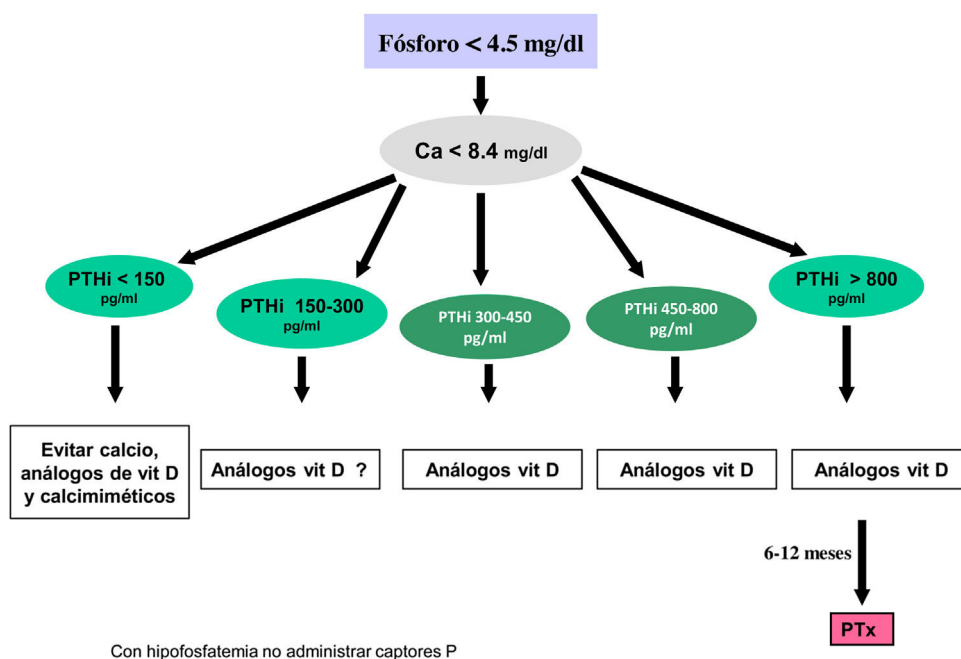 Fósforo < 4.5 mg/dl
Ca < 8.4 mg/dl
PTHi < 150
pg/ml
PTHi 150-300
pg/ml
PTHi 300-450
pg/ml
PTHi 450-800
pg/ml
PTHi > 800
pg/ml
Evitar calcio,
análogos de vit D
y calcimiméticos
Análogos vit D ?
Análogos vit D
Análogos vit D
Análogos vit D
6-12 meses
PTx
Con hipofosfatemia no administrar captores P